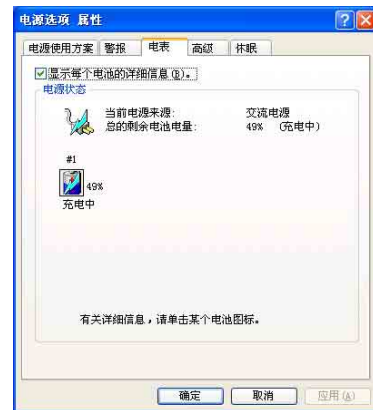 电源选项 属性
电源使用方案 警报 电表 高级 休眠
显示每个电池的详细信息(B)。
电源状态
当前电源来源: 交流电源
总的剩余电池电量: 49% (充电中)
#1
49%
充电中
有关详细信息,请单击某个电池图标。
确定 取消 应用(A)